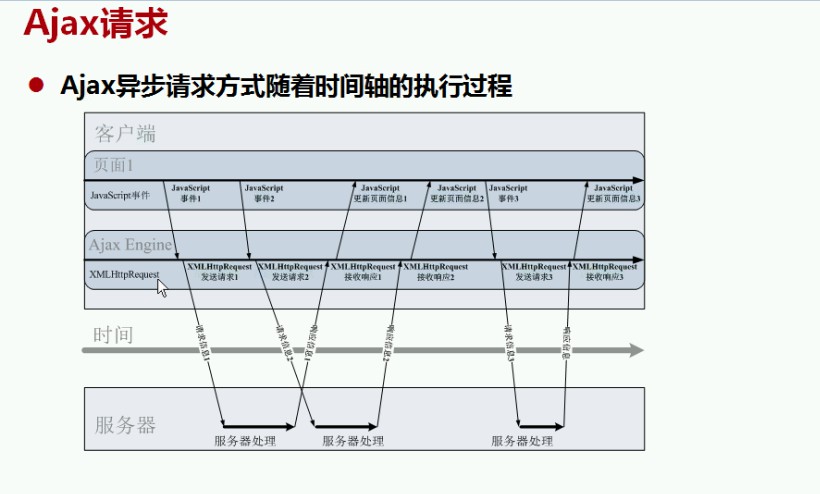 Ajax请求
Ajax异步请求方式随着时间轴的执行过程
客户端
页面1
JavaScript事件
JavaScript
事件1
JavaScript
事件2
JavaScript
更新页面信息1
JavaScript
更新页面信息2
JavaScript
事件3
JavaScript
更新页面信息3
Ajax Engine
XMLHttpRequest
XMLHttpRequest
发送请求1
XMLHttpRequest
发送请求2
XMLHttpRequest
接收响应1
XMLHttpRequest
接收响应2
XMLHttpRequest
发送请求3
XMLHttpRequest
接收响应3
时间
请求信息1
请求信息2
响应信息1
响应信息2
请求信息3
响应信息
服务器
服务器处理
服务器处理
服务器处理